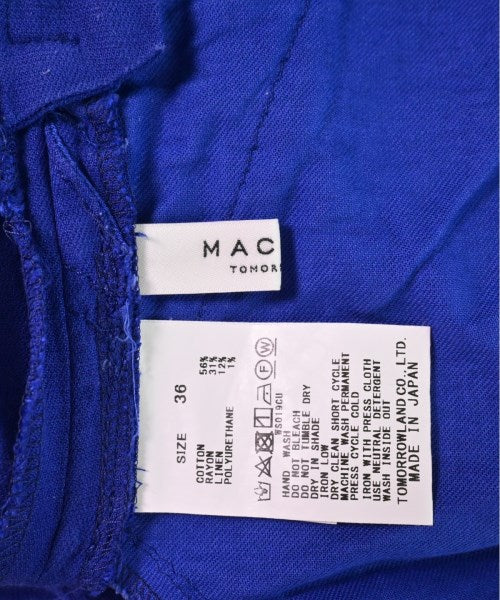 MAC
TOMOR
SIZE 36
COTTON 56%
RAYON 31%
LINEN 12%
POLYURETHANE 1%
WS019CU
HAND WASH
DO NOT BLEACH
DO NOT TUMBLE DRY
DRY IN SHADE
IRON LOW
DRY CLEAN SHORT CYCLE
MACHINE WASH PERMANENT
PRESS CYCLE COLD
IRON WITH PRESS CLOTH
USE NEUTRAL DETERGENT
WASH INSIDE OUT
TOMORROWLAND CO., LTD.
MADE IN JAPAN